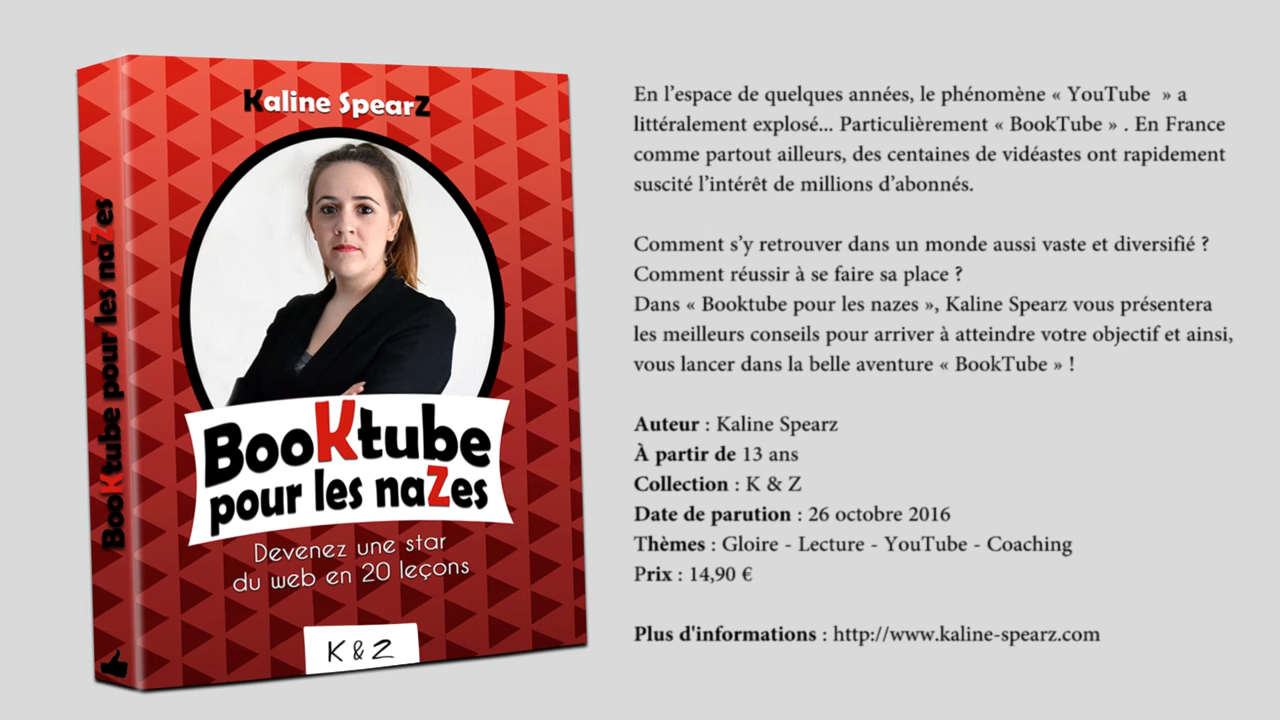 Kaline SpearZ
BooKtube
pour les naZes
Devenez une star
du web en 20 leçons
K & Z
BooKtube pour les naZes
En l’espace de quelques années, le phénomène « YouTube  » a
littéralement explosé... Particulièrement « BookTube » . En France
comme partout ailleurs, des centaines de vidéastes ont rapidement
suscité l’intérêt de millions d’abonnés.
Comment s’y retrouver dans un monde aussi vaste et diversifié ?
Comment réussir à se faire sa place ?
Dans « Booktube pour les nazes », Kaline Spearz vous présentera
les meilleurs conseils pour arriver à atteindre votre objectif et ainsi,
vous lancer dans la belle aventure « BookTube » !
Auteur : Kaline Spearz
À partir de 13 ans
Collection : K & Z
Date de parution : 26 octobre 2016
Thèmes : Gloire - Lecture - YouTube - Coaching
Prix : 14,90 €
Plus d'informations : http://www.kaline-spearz.com